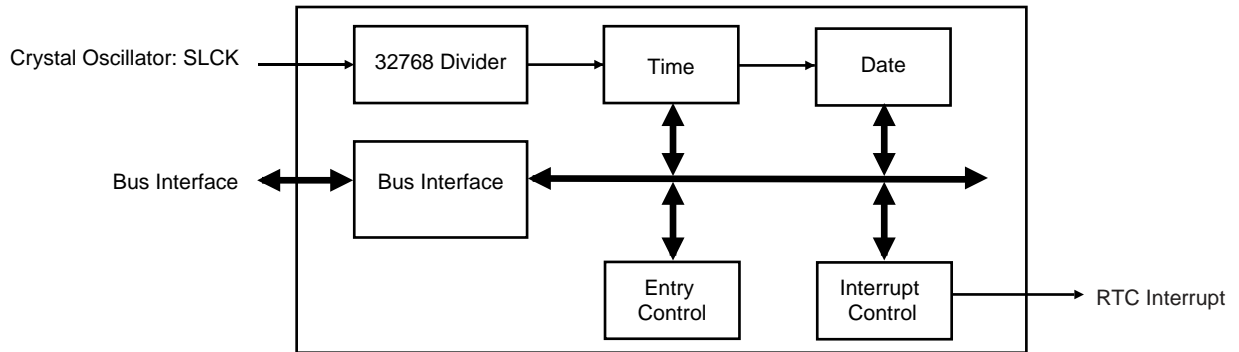 Crystal Oscillator: SLCK
32768 Divider
Time
Date
Bus Interface
Bus Interface
Entry
Control
Interrupt
Control
RTC Interrupt